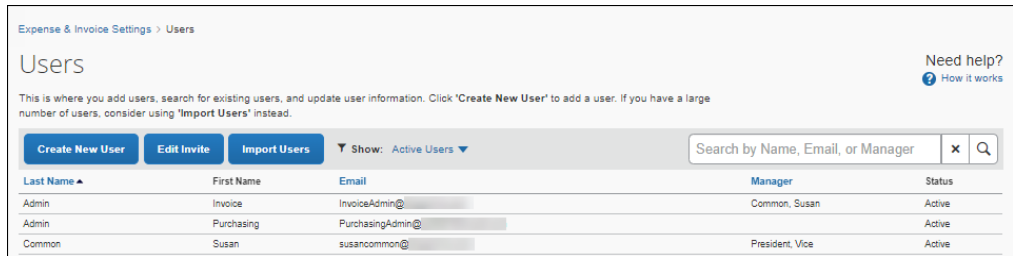 Expense & Invoice Settings > Users
Users
Need help?
? How it works
This is where you add users, search for existing users, and update user information. Click 'Create New User' to add a user. If you have a large
number of users, consider using 'Import Users' instead.
Create New User Edit Invite Import Users Show: Active Users Search by Name, Email, or Manager ×
Last Name First Name Email Manager Status
Admin Invoice InvoiceAdmin@ Common, Susan Active
Admin Purchasing PurchasingAdmin@ Active
Common Susan susancommon@ President, Vice Active